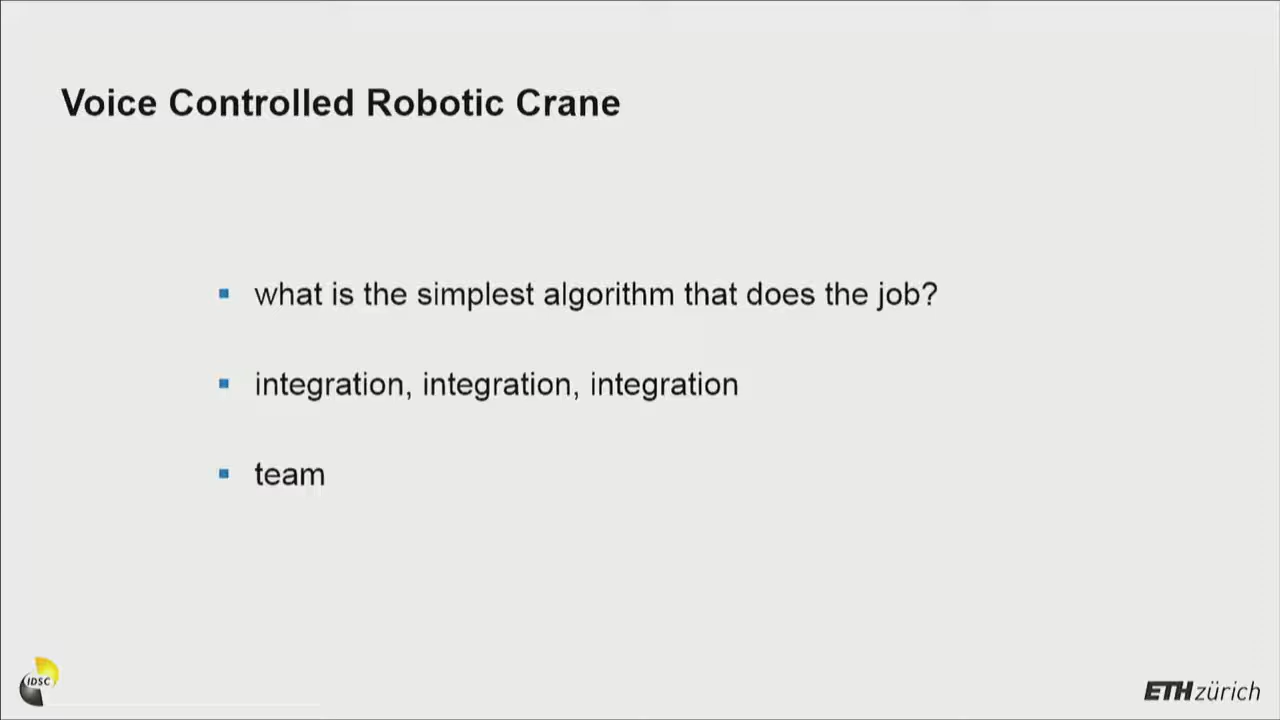 Voice Controlled Robotic Crane
what is the simplest algorithm that does the job?
integration, integration, integration
team
IDSC
ETH zürich